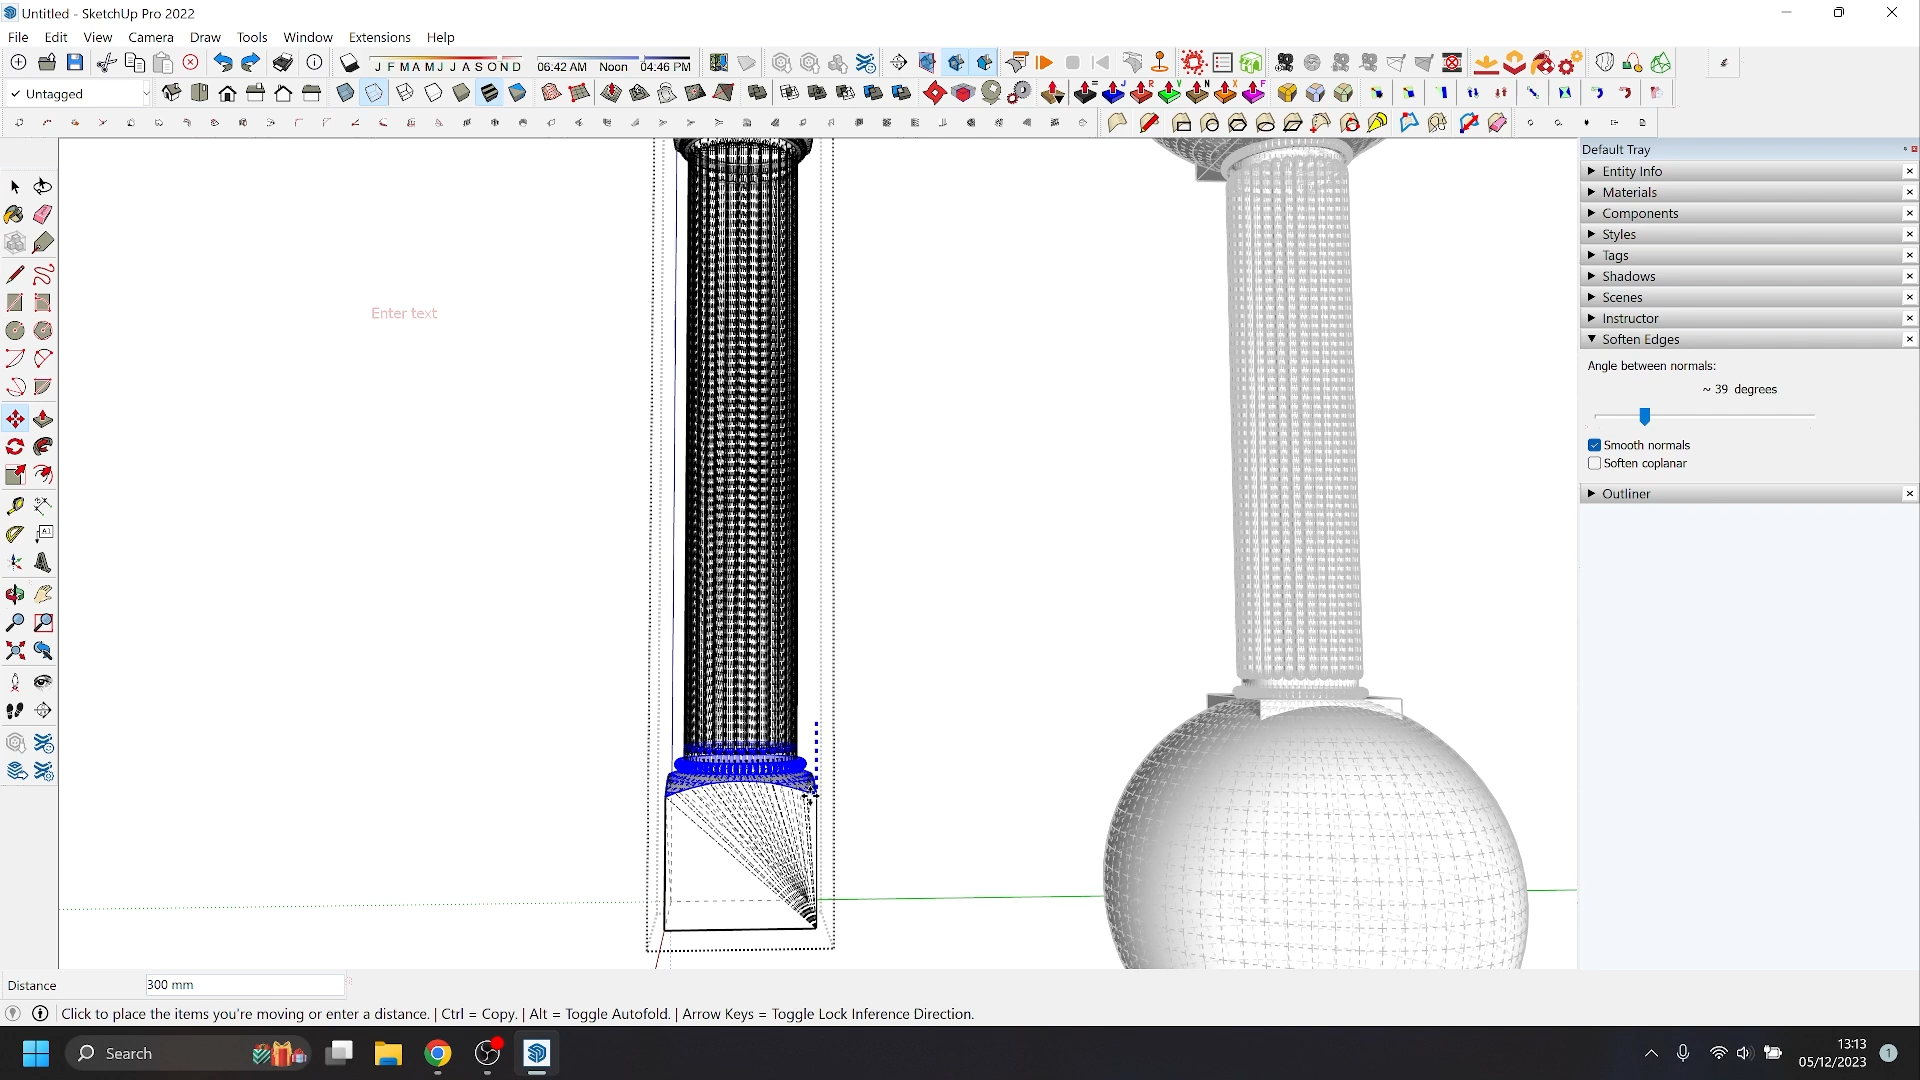 Untitled - SketchUp Pro 2022
File Edit View Camera Draw Tools Window Extensions Help
J F M A M J J A S O N D 06:42 AM Noon 04:46 PM
✓ Untagged
Default Tray
Entity Info
Materials
Components
Styles
Tags
Shadows
Scenes
Instructor
Soften Edges
Angle between normals:
~ 39 degrees
Smooth normals
Soften coplanar
Outliner
Enter text
Distance 300 mm
Click to place the items you're moving or enter a distance. | Ctrl = Copy. | Alt = Toggle Autofold. | Arrow Keys = Toggle Lock Inference Direction.
Search
13:13
05/12/2023
1